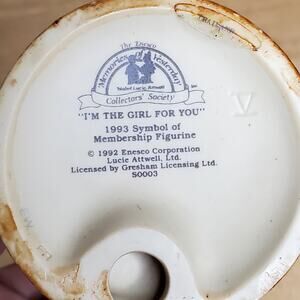 The Enesco
Memories of Yesterday
Mabel Lucie Attwell
Collectors' Society
"I'M THE GIRL FOR YOU"
1993 Symbol of
Membership Figurine
© 1992 Enesco Corporation
Lucie Attwell, Ltd.
Licensed by Gresham Licensing Ltd.
S0003